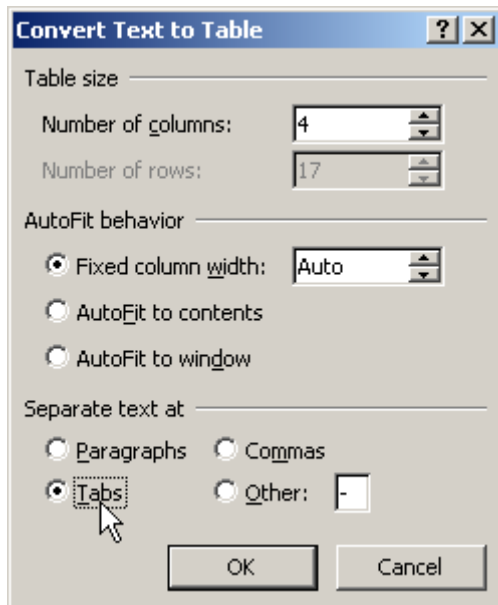 Convert Text to Table
Table size
Number of columns: 4
Number of rows: 17
AutoFit behavior
Fixed column width: Auto
AutoFit to contents
AutoFit to window
Separate text at
Paragraphs Commas
Tabs Other: -
OK Cancel